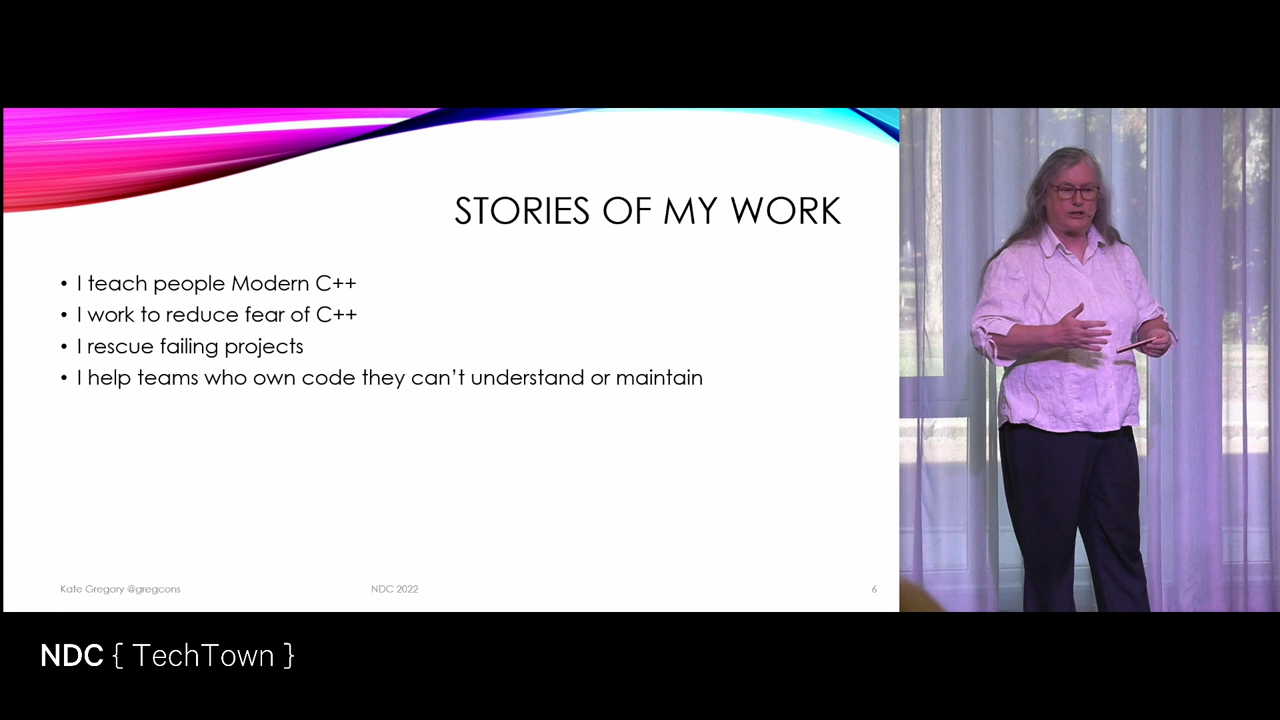 STORIES OF MY WORK
• I teach people Modern C++
• I work to reduce fear of C++
• I rescue failing projects
• I help teams who own code they can't understand or maintain
Kate Gregory @gregcons
NDC 2022
6
NDC { TechTown }